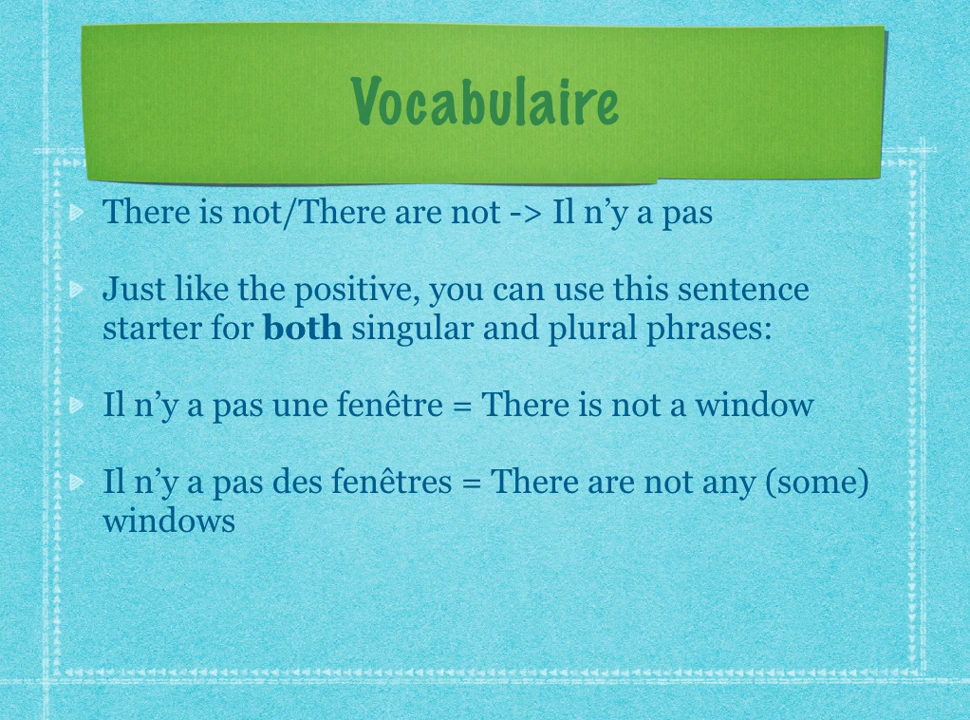 Vocabulaire
There is not/There are not -> Il n’y a pas
Just like the positive, you can use this sentence
starter for both singular and plural phrases:
Il n’y a pas une fenêtre = There is not a window
Il n’y a pas des fenêtres = There are not any (some)
windows